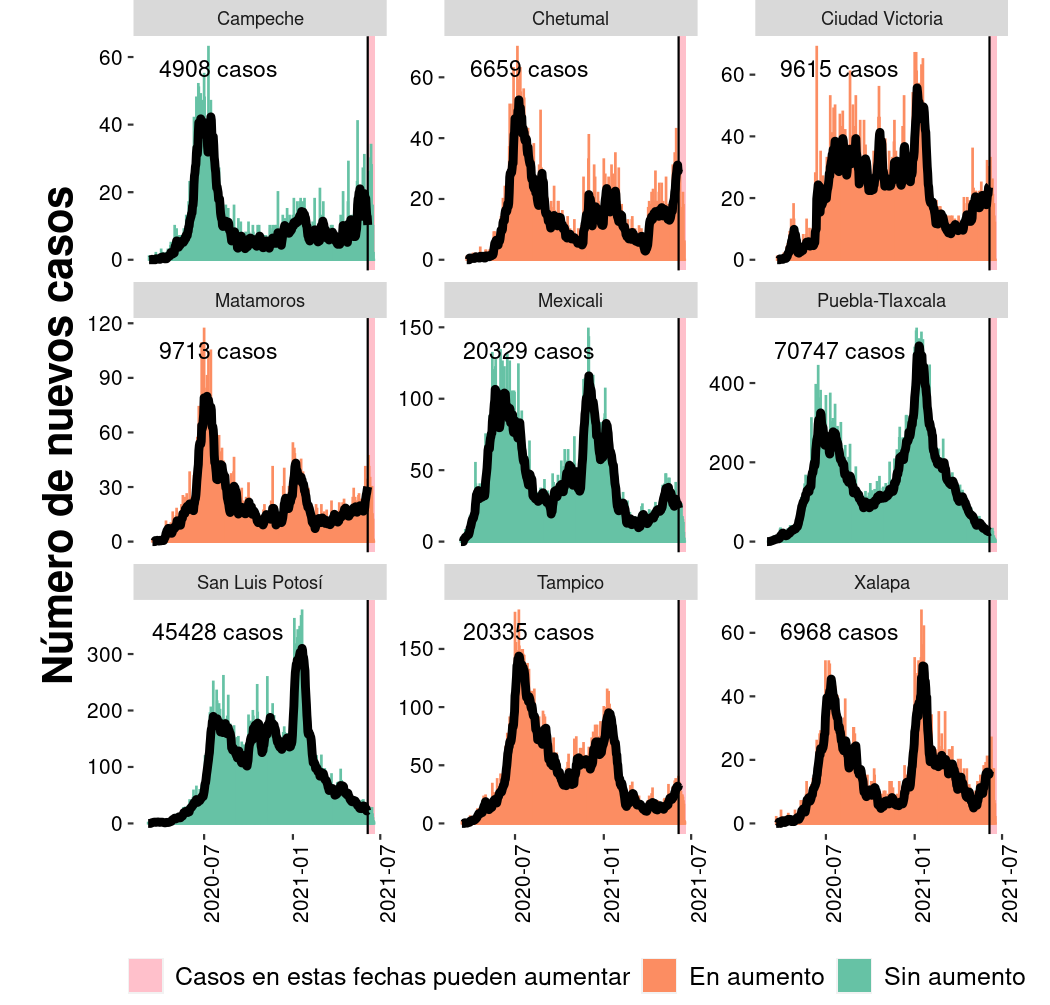 Número de nuevos casos
Campeche
4908 casos
60
40
20
0
Chetumal
6659 casos
60
40
20
0
Ciudad Victoria
9615 casos
60
40
20
0
Matamoros
9713 casos
120
90
60
30
0
Mexicali
20329 casos
150
100
50
0
Puebla-Tlaxcala
70747 casos
400
200
0
San Luis Potosí
45428 casos
300
200
100
0
Tampico
20335 casos
150
100
50
0
Xalapa
6968 casos
60
40
20
0
2020-07
2021-01
2021-07
2020-07
2021-01
2021-07
2020-07
2021-01
2021-07
Casos en estas fechas pueden aumentar
En aumento
Sin aumento